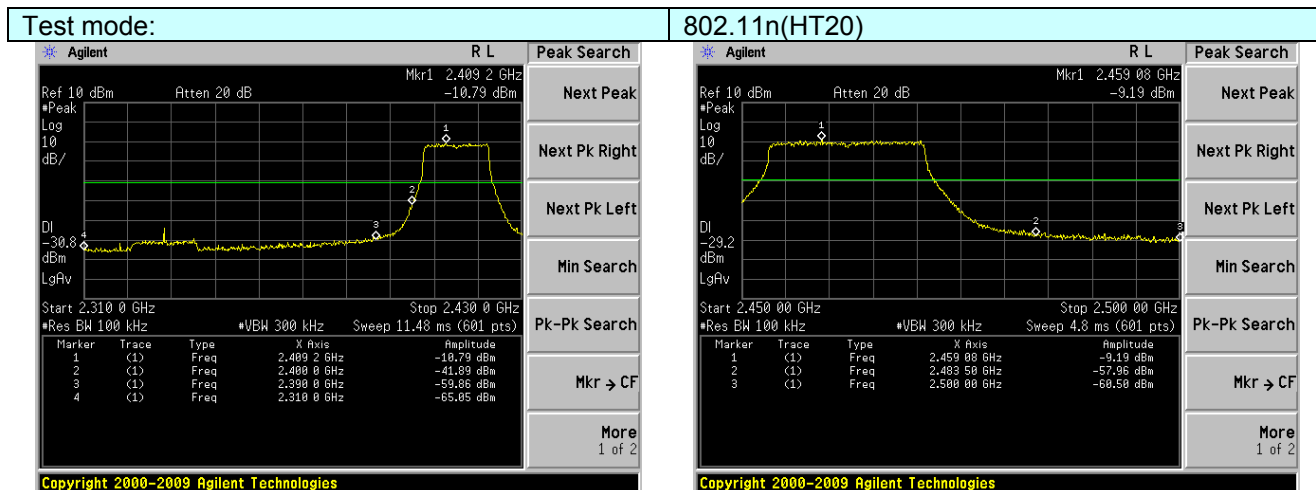 Test mode: 802.11n(HT20)
Agilent R L Peak Search
Mkr1 2.409 2 GHz
Ref 10 dBm Atten 20 dB -10.79 dBm
#Peak
Log
10
dB/
1
2
3
4
DI
-30.8
dBm
LgAv
Start 2.310 0 GHz Stop 2.430 0 GHz
#Res BW 100 kHz #VBW 300 kHz Sweep 11.48 ms (601 pts)
Marker Trace Type X Axis Amplitude
1 (1) Freq 2.409 2 GHz -10.79 dBm
2 (1) Freq 2.400 0 GHz -41.89 dBm
3 (1) Freq 2.390 0 GHz -59.86 dBm
4 (1) Freq 2.310 0 GHz -65.05 dBm
Next Peak
Next Pk Right
Next Pk Left
Min Search
Pk-Pk Search
Mkr → CF
More
1 of 2
Copyright 2000-2009 Agilent Technologies
Agilent R L Peak Search
Mkr1 2.459 08 GHz
Ref 10 dBm Atten 20 dB -9.19 dBm
#Peak
Log
10
dB/
1
2
3
DI
-29.2
dBm
LgAv
Start 2.450 00 GHz Stop 2.500 00 GHz
#Res BW 100 kHz #VBW 300 kHz Sweep 4.8 ms (601 pts)
Marker Trace Type X Axis Amplitude
1 (1) Freq 2.459 08 GHz -9.19 dBm
2 (1) Freq 2.483 50 GHz -57.96 dBm
3 (1) Freq 2.500 00 GHz -60.50 dBm
Next Peak
Next Pk Right
Next Pk Left
Min Search
Pk-Pk Search
Mkr → CF
More
1 of 2
Copyright 2000-2009 Agilent Technologies